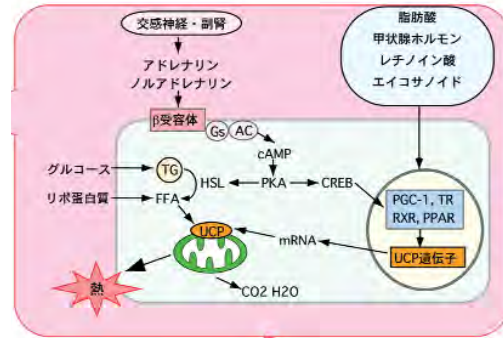 交感神経・副腎
アドレナリン
ノルアドレナリン
脂肪酸
甲状腺ホルモン
レチノイン酸
エイコサノイド
β受容体
Gs
AC
cAMP
グルコース
TG
HSL
PKA
CREB
リポ蛋白質
FFA
PGC-1, TR
RXR, PPAR
UCP
mRNA
UCP遺伝子
熱
CO2 H2O